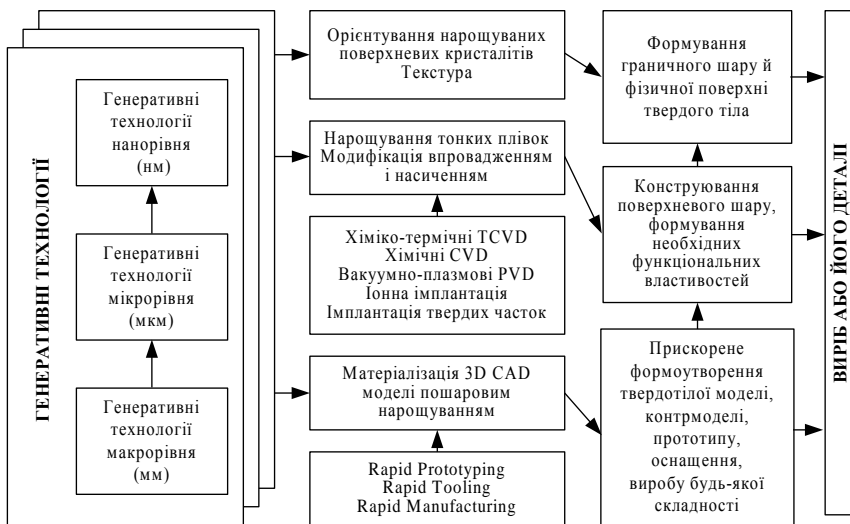 ГЕНЕРАТИВНІ ТЕХНОЛОГІЇ
Генеративні
технології
нанорівня
(нм)
Генеративні
технології
мікрорівня
(мкм)
Генеративні
технології
макрорівня
(мм)
Орієнтування нарощуваних
поверхневих кристалітів
Текстура
Нарощування тонких плівок
Модифікація впровадженням
і насиченням
Хіміко-термічні TCVD
Хімічні CVD
Вакуумно-плазмові PVD
Іонна імплантація
Імплантація твердих часток
Матеріалізація 3D CAD
моделі пошаровим
нарощуванням
Rapid Prototyping
Rapid Tooling
Rapid Manufacturing
Формування
граничного шару й
фізичної поверхні
твердого тіла
Конструювання
поверхневого шару,
формування
необхідних
функціональних
властивостей
Прискорене
формоутворення
твердотілої моделі,
контрмоделі,
прототипу,
оснащення,
виробу будь-якої
складності
ВИРІБ АБО ЙОГО ДЕТАЛІ